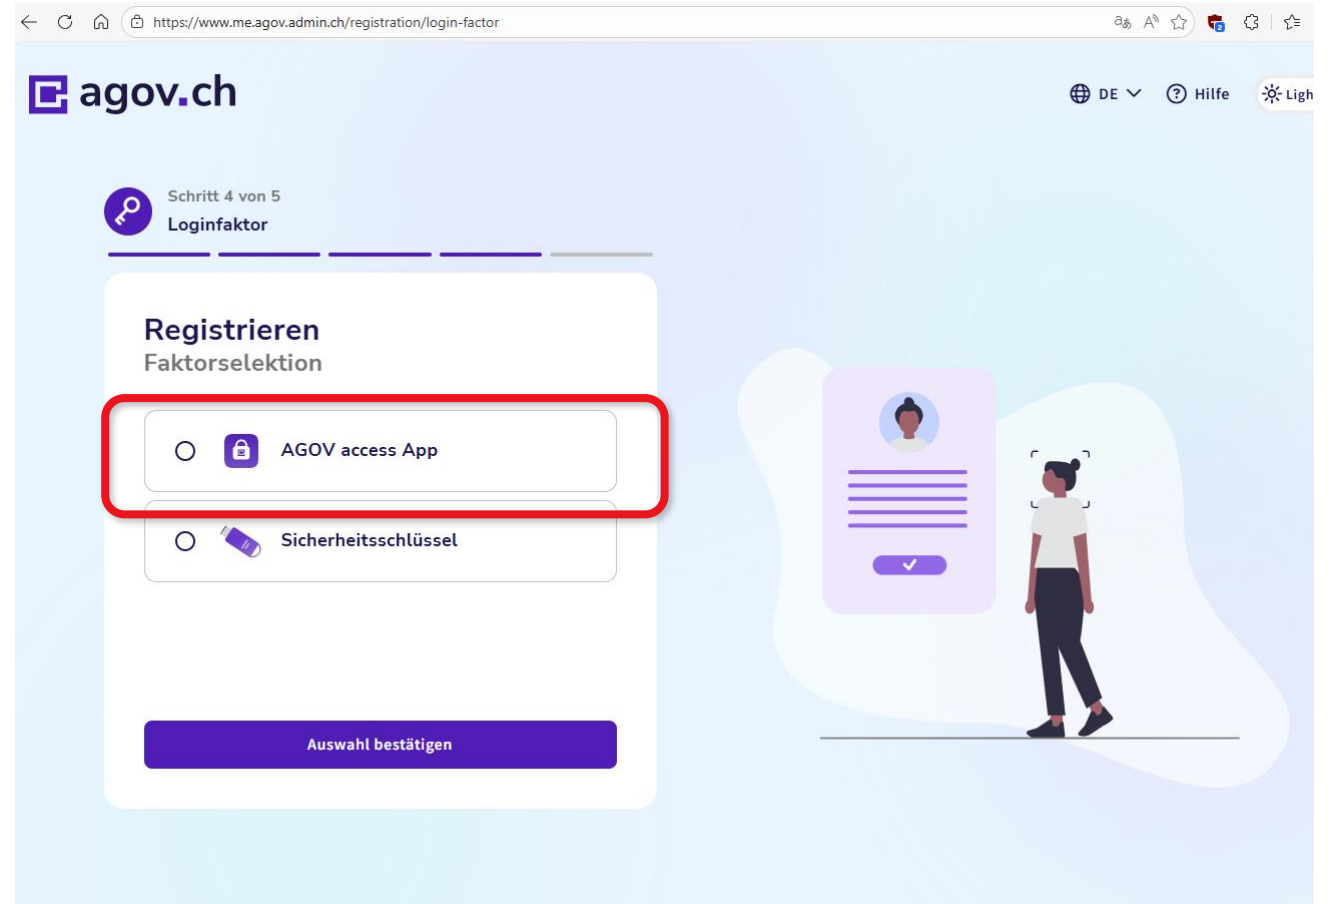 https://www.me.agov.admin.ch/registration/login-factor
agov.ch
DE
Hilfe
Ligh
Schritt 4 von 5
Loginfaktor
Registrieren
Faktorselektion
AGOV access App
Sicherheitsschlüssel
Auswahl bestätigen